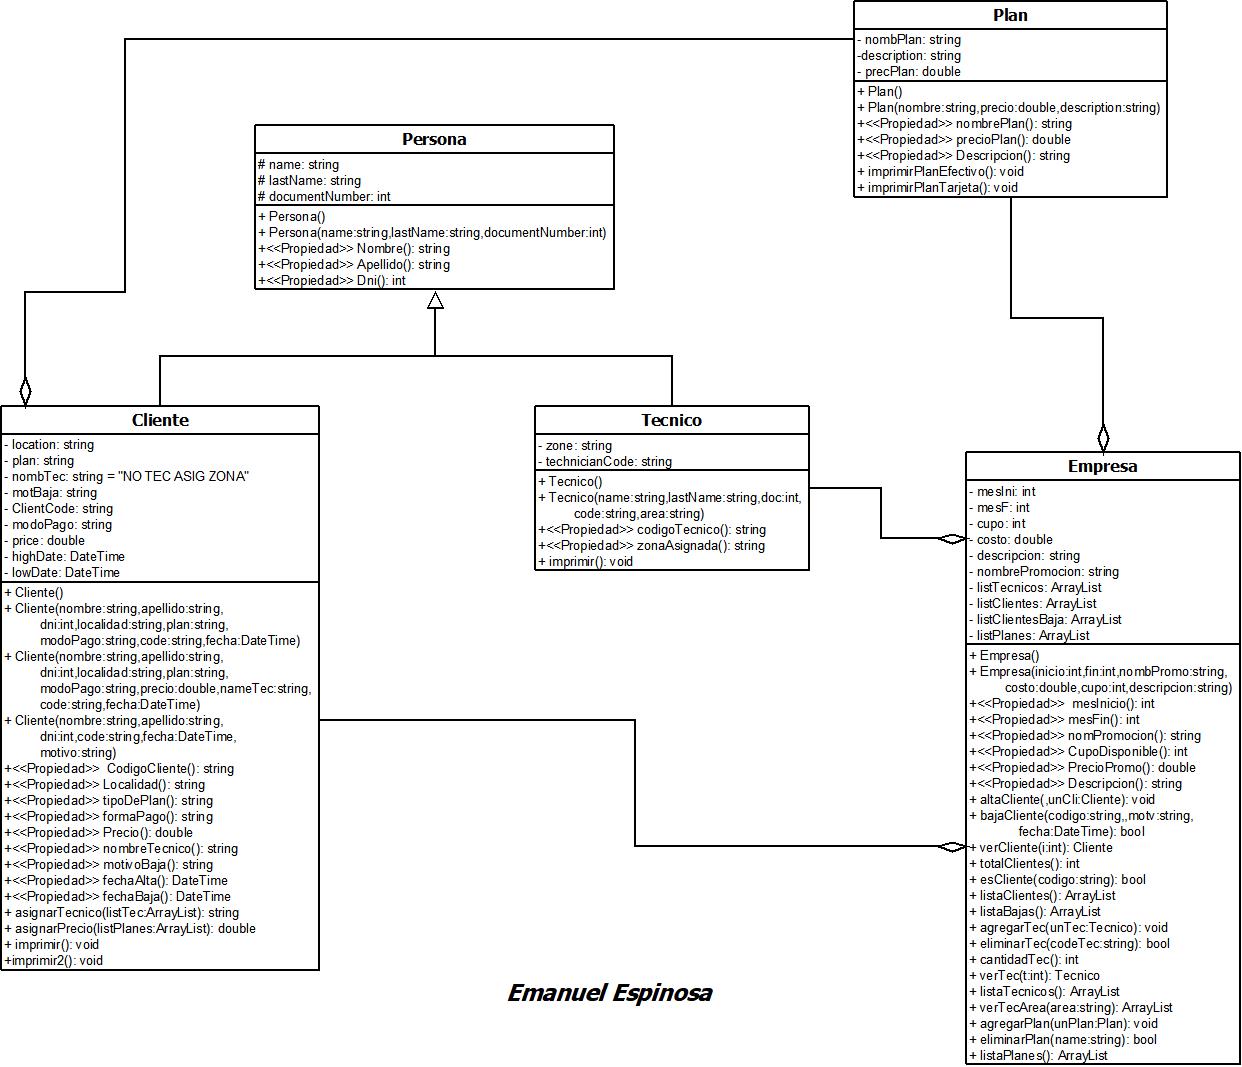 Plan
- nombPlan: string
-description: string
- precPlan: double
+ Plan()
+ Plan(nombre:string,precio:double,description:string)
+<<Propiedad>> nombrePlan(): string
+<<Propiedad>> precioPlan(): double
+<<Propiedad>> Descripcion(): string
+ imprimirPlanEfectivo(): void
+ imprimirPlanTarjeta(): void
Persona
# name: string
# lastName: string
# documentNumber: int
+ Persona()
+ Persona(name:string,lastName:string,documentNumber:int)
+<<Propiedad>> Nombre(): string
+<<Propiedad>> Apellido(): string
+<<Propiedad>> Dni(): int
Cliente
- location: string
- plan: string
- nombTec: string = "NO TEC ASIG ZONA"
- motBaja: string
- ClientCode: string
- modoPago: string
- price: double
- highDate: DateTime
- lowDate: DateTime
+ Cliente()
+ Cliente(nombre:string,apellido:string,
dni:int,localidad:string,plan:string,
modoPago:string,code:string,fecha:DateTime)
+ Cliente(nombre:string,apellido:string,
dni:int,localidad:string,plan:string,
modoPago:string,precio:double,nameTec:string,
code:string,fecha:DateTime)
+ Cliente(nombre:string,apellido:string,
dni:int,code:string,fecha:DateTime,
motivo:string)
+<<Propiedad>> CodigoCliente(): string
+<<Propiedad>> Localidad(): string
+<<Propiedad>> tipoDePlan(): string
+<<Propiedad>> formaPago(): string
+<<Propiedad>> Precio(): double
+<<Propiedad>> nombreTecnico(): string
+<<Propiedad>> motivoBaja(): string
+<<Propiedad>> fechaAlta(): DateTime
+<<Propiedad>> fechaBaja(): DateTime
+ asignarTecnico(listTec:ArrayList): string
+ asignarPrecio(listPlanes:ArrayList): double
+ imprimir(): void
+imprimir2(): void
Tecnico
- zone: string
- technicianCode: string
+ Tecnico()
+ Tecnico(name:string,lastName:string,doc:int,
code:string,area:string)
+<<Propiedad>> codigoTecnico(): string
+<<Propiedad>> zonaAsignada(): string
+ imprimir(): void
Empresa
- mesIni: int
- mesF: int
- cupo: int
- costo: double
- descripcion: string
- nombrePromocion: string
- listTecnicos: ArrayList
- listClientes: ArrayList
- listClientesBaja: ArrayList
- listPlanes: ArrayList
+ Empresa()
+ Empresa(inicio:int,fin:int,nombPromo:string,
costo:double,cupo:int,descripcion:string)
+<<Propiedad>> mesInicio(): int
+<<Propiedad>> mesFin(): int
+<<Propiedad>> nomPromocion(): string
+<<Propiedad>> CupoDisponible(): int
+<<Propiedad>> PrecioPromo(): double
+<<Propiedad>> Descripcion(): string
+ altaCliente(,unCli:Cliente): void
+ bajaCliente(codigo:string,,motv:string,
fecha:DateTime): bool
+ verCliente(i:int): Cliente
+ totalClientes(): int
+ esCliente(codigo:string): bool
+ listaClientes(): ArrayList
+ listaBajas(): ArrayList
+ agregarTec(unTec:Tecnico): void
+ eliminarTec(codeTec:string): bool
+ cantidadTec(): int
+ verTec(t:int): Tecnico
+ listaTecnicos(): ArrayList
+ verTecArea(area:string): ArrayList
+ agregarPlan(unPlan:Plan): void
+ eliminarPlan(name:string): bool
+ listaPlanes(): ArrayList
Emanuel Espinosa